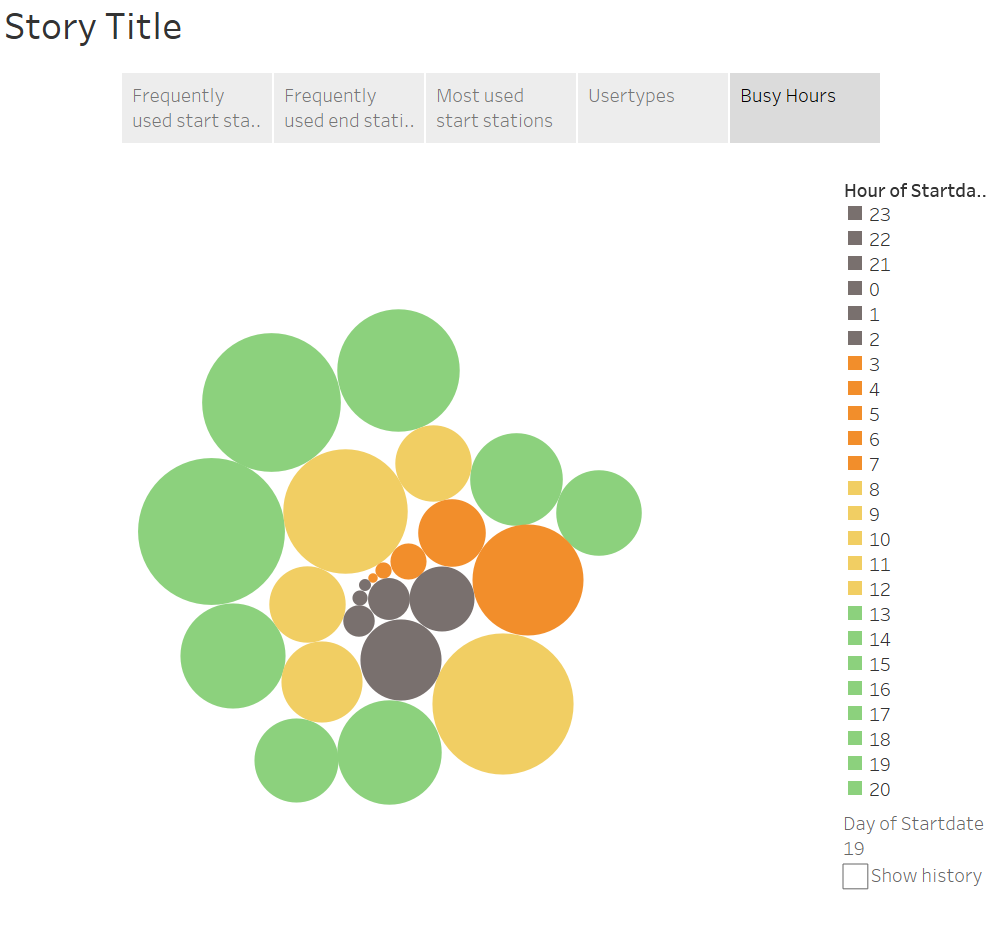 Story Title
Frequently
used start sta..
Frequently
used end stati..
Most used
start stations
Usertypes
Busy Hours
Hour of Startda..
23
22
21
0
1
2
3
4
5
6
7
8
9
10
11
12
13
14
15
16
17
18
19
20
Day of Startdate
19
Show history